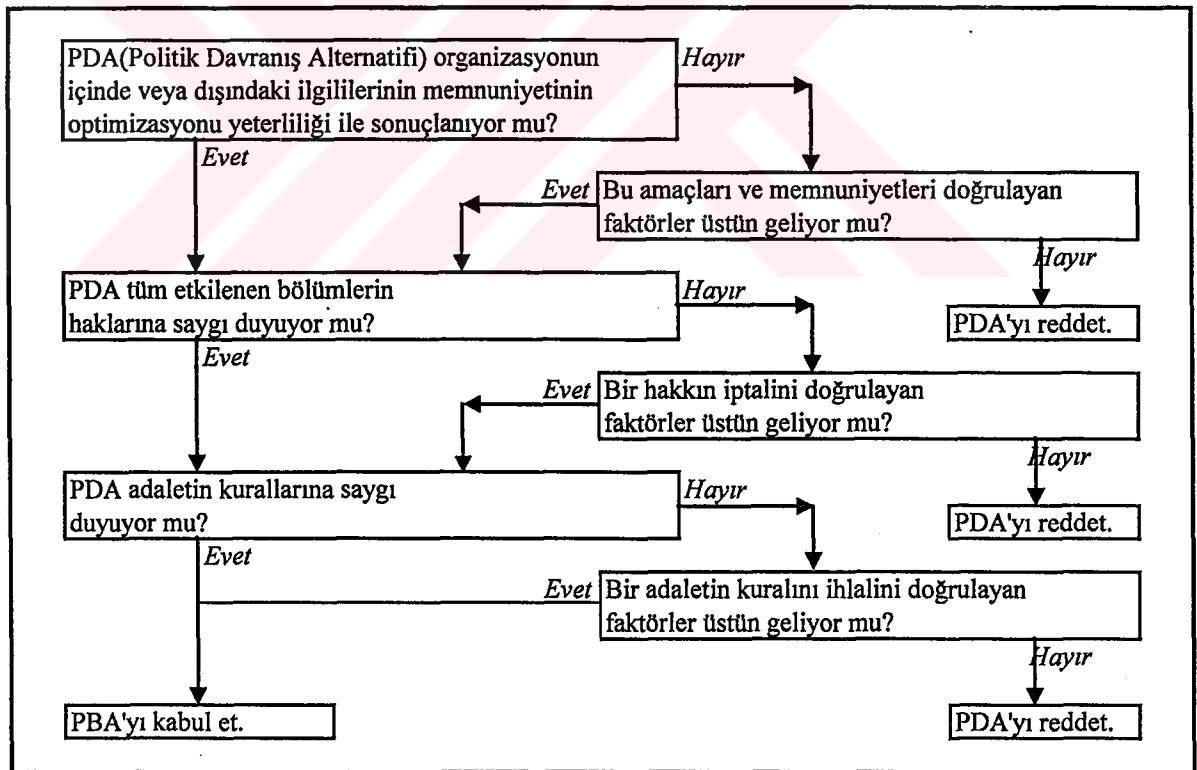 PDA(Politik Davranış Alternatifi) organizasyonun
içinde veya dışındaki ilgililerinin memnuniyetinin
optimizasyonu yeterliliği ile sonuçlanıyor mu?
Hayır
Evet
Evet
Bu amaçları ve memnuniyetleri doğrulayan
faktörler üstün geliyor mu?
Hayır
PDA'yı reddet.
PDA tüm etkilenen bölümlerin
haklarına saygı duyuyor mu?
Hayır
Evet
Evet
Bir hakkın iptalini doğrulayan
faktörler üstün geliyor mu?
Hayır
PDA'yı reddet.
PDA adaletin kurallarına saygı
duyuyor mu?
Hayır
Evet
Evet
Bir adaletin kuralını ihlalini doğrulayan
faktörler üstün geliyor mu?
Hayır
PBA'yı kabul et.
PDA'yı reddet.